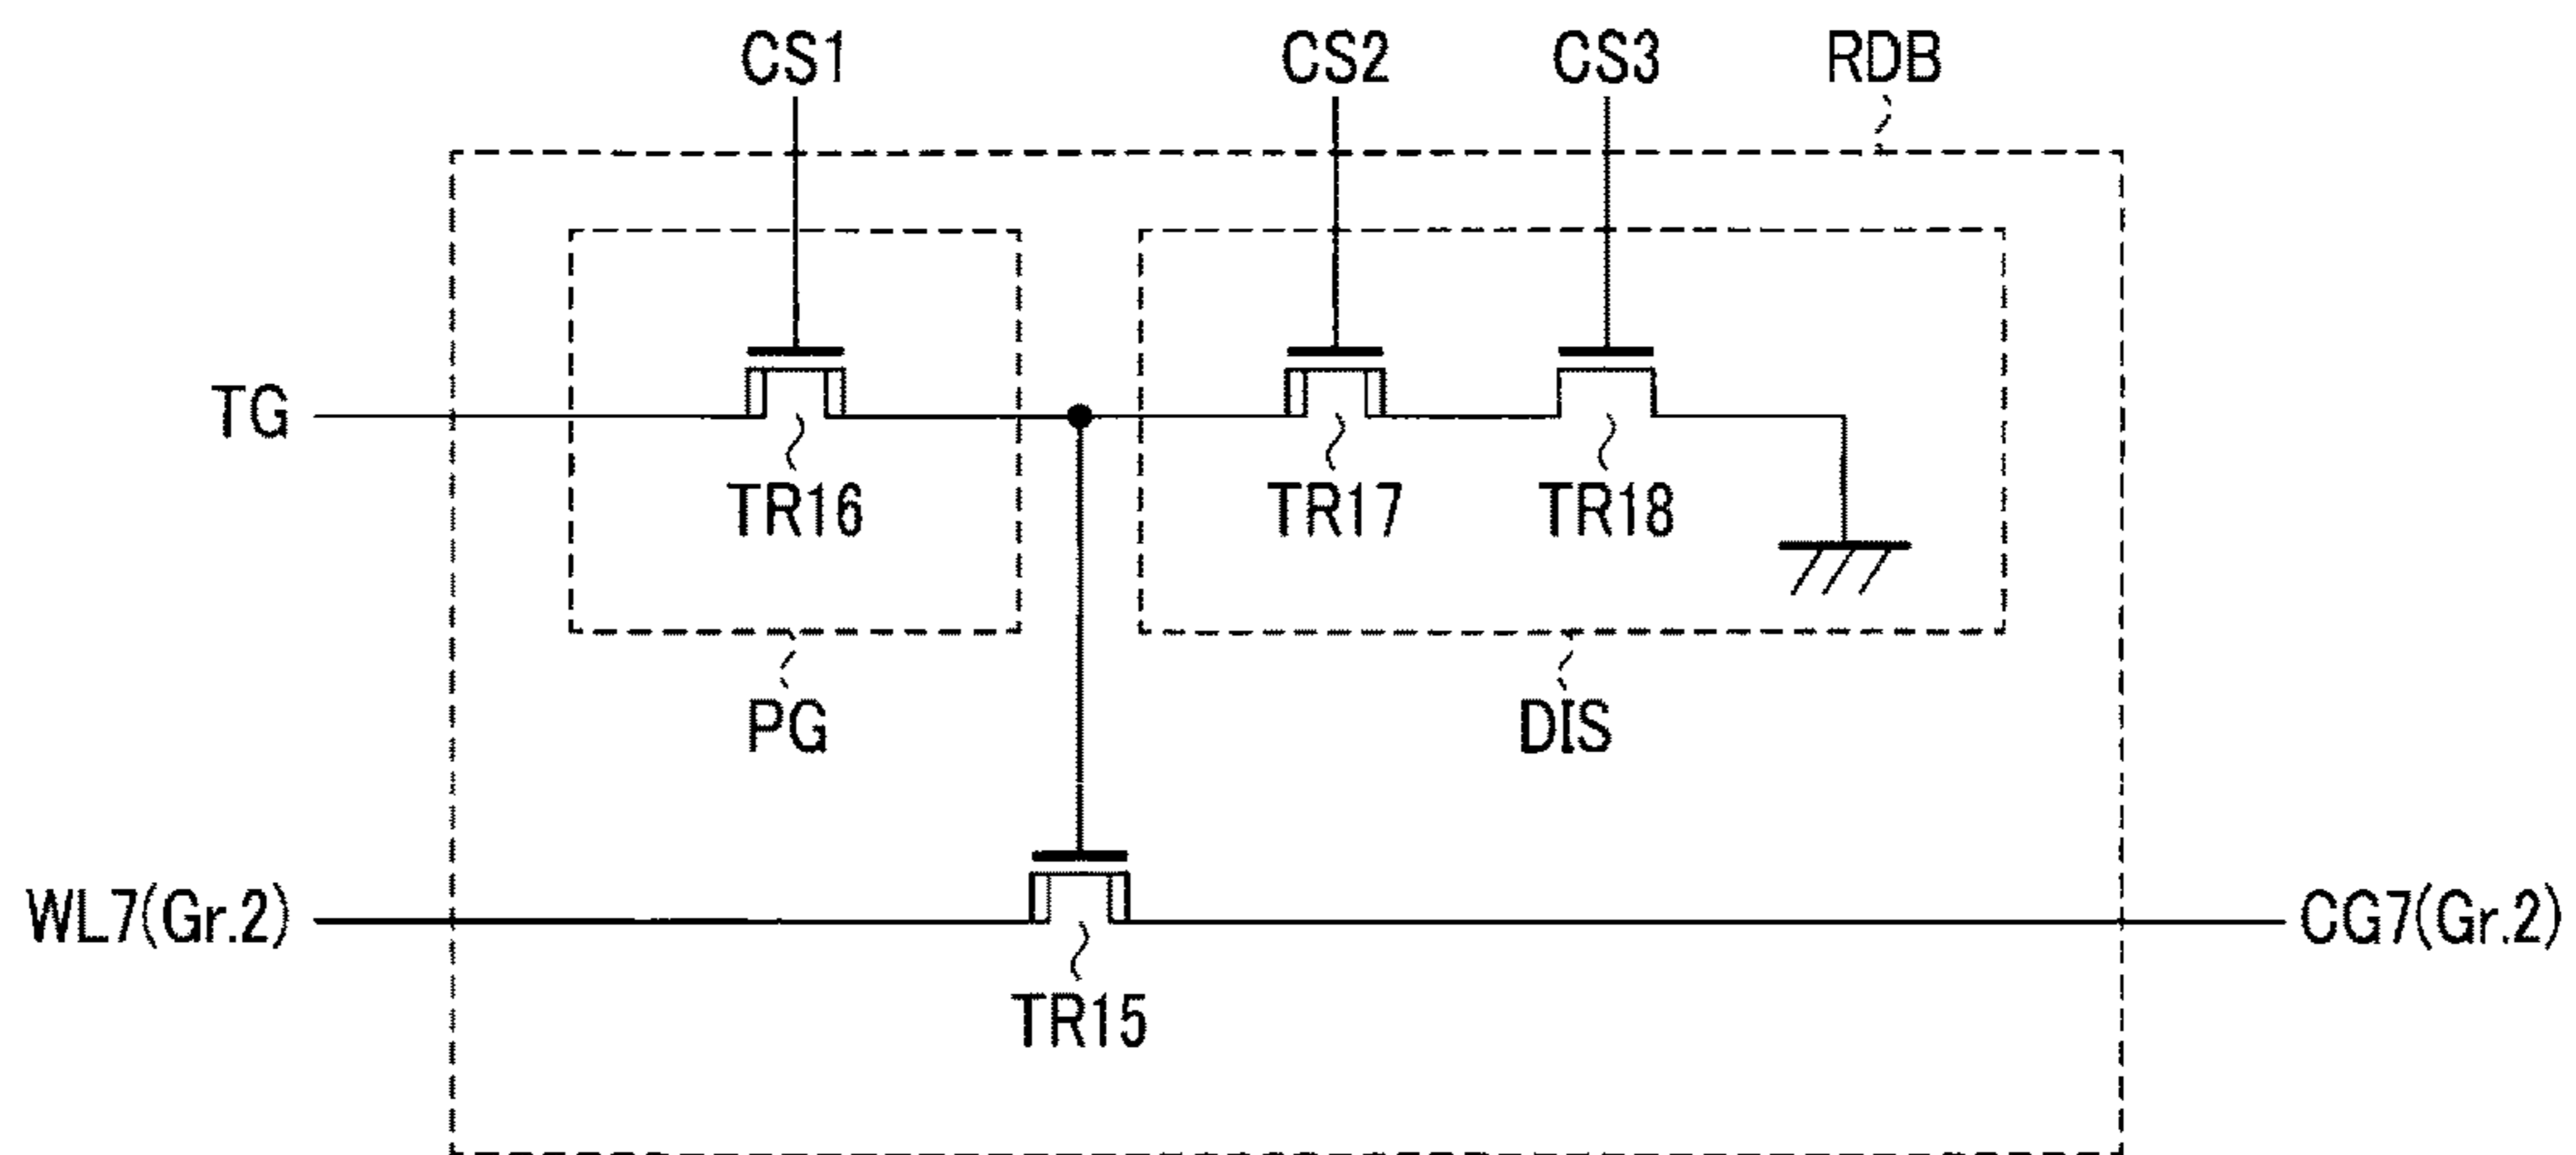 CS1
CS2
CS3
RDB
TG
TR16
TR17
TR18
PG
DIS
WL7(Gr.2)
CG7(Gr.2)
TR15